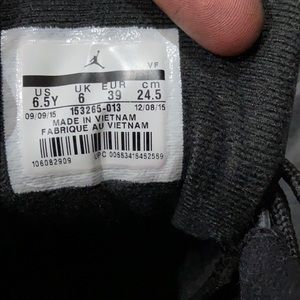 VF
US UK EUR cm
6.5Y 6 39 24.5
09/09/15 153265-013 12/08/15
MADE IN VIETNAM
FABRIQUE AU VIETNAM
106082909
UPC